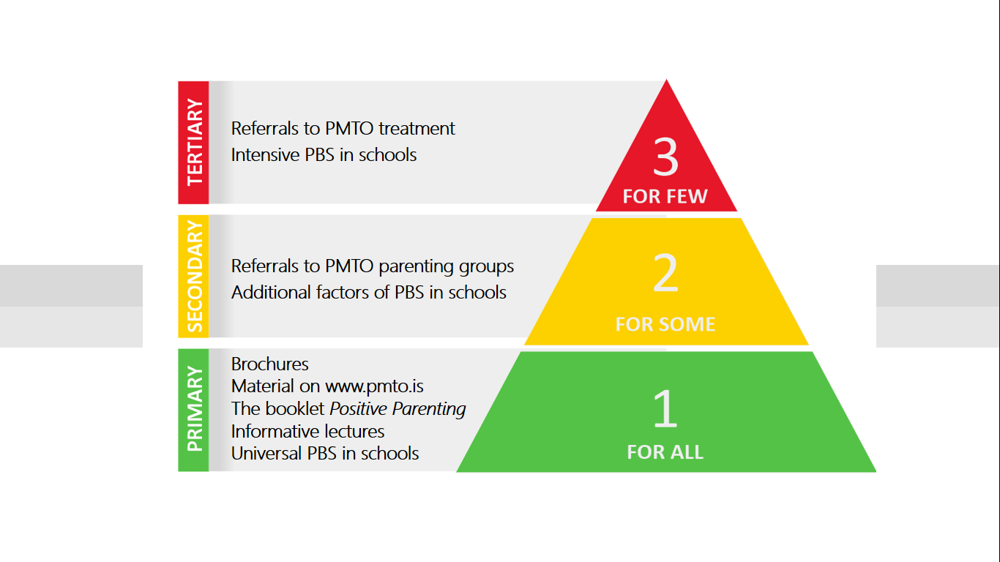 TERTIARY
Referrals to PMTO treatment
Intensive PBS in schools
3
FOR FEW
SECONDARY
Referrals to PMTO parenting groups
Additional factors of PBS in schools
2
FOR SOME
PRIMARY
Brochures
Material on www.pmto.is
The booklet Positive Parenting
Informative lectures
Universal PBS in schools
1
FOR ALL